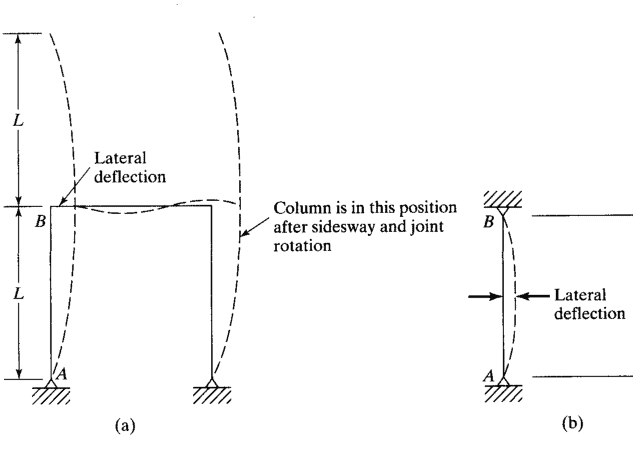 L
Lateral
deflection
B
Column is in this position
after sidesway and joint
rotation
L
A
(a)
B
Lateral
deflection
A
(b)